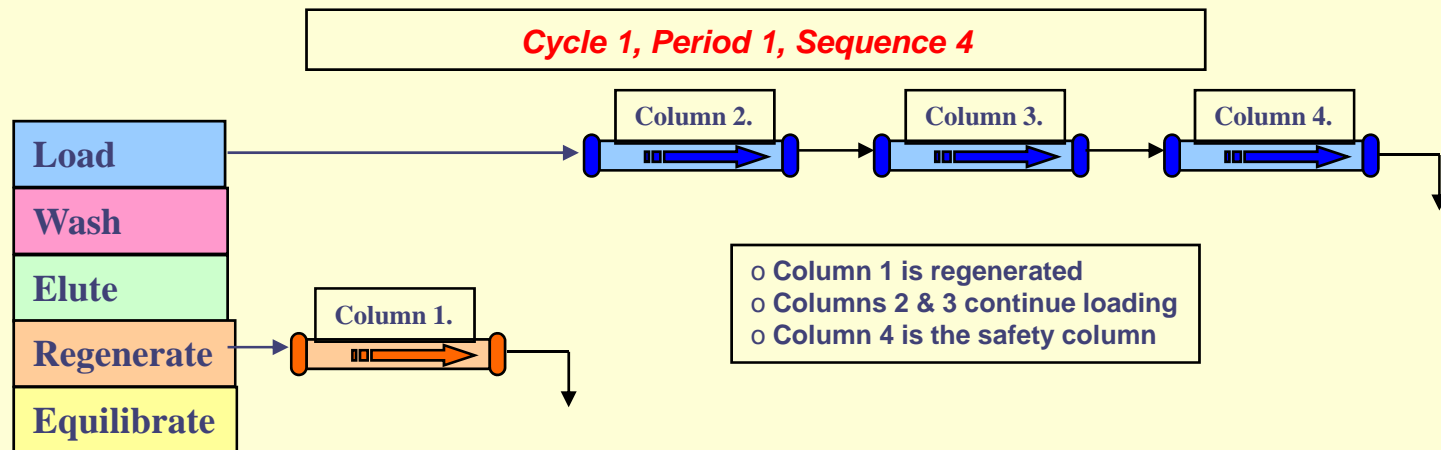 Cycle 1, Period 1, Sequence 4
Column 2.
Column 3.
Column 4.
Load
Wash
Elute
Regenerate
Equilibrate
Column 1.
o Column 1 is regenerated
o Columns 2 & 3 continue loading
o Column 4 is the safety column